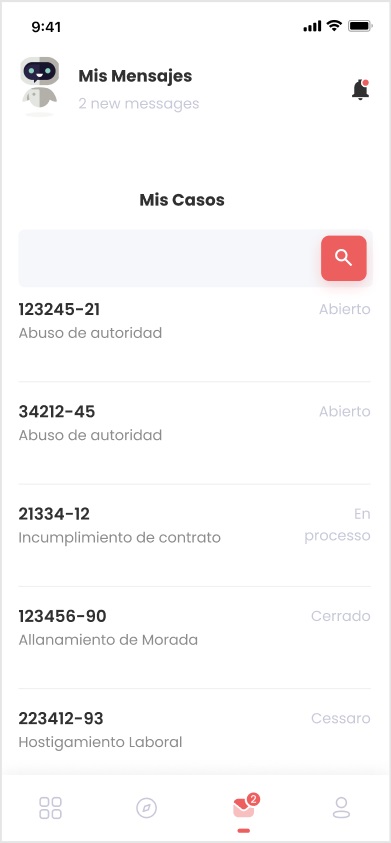 9:41
Mis Mensajes
2 new messages
Mis Casos
123245-21
Abierto
Abuso de autoridad
34212-45
Abierto
Abuso de autoridad
21334-12
En
processo
Incumplimiento de contrato
123456-90
Cerrado
Allanamiento de Morada
223412-93
Cessaro
Hostigamiento Laboral
2